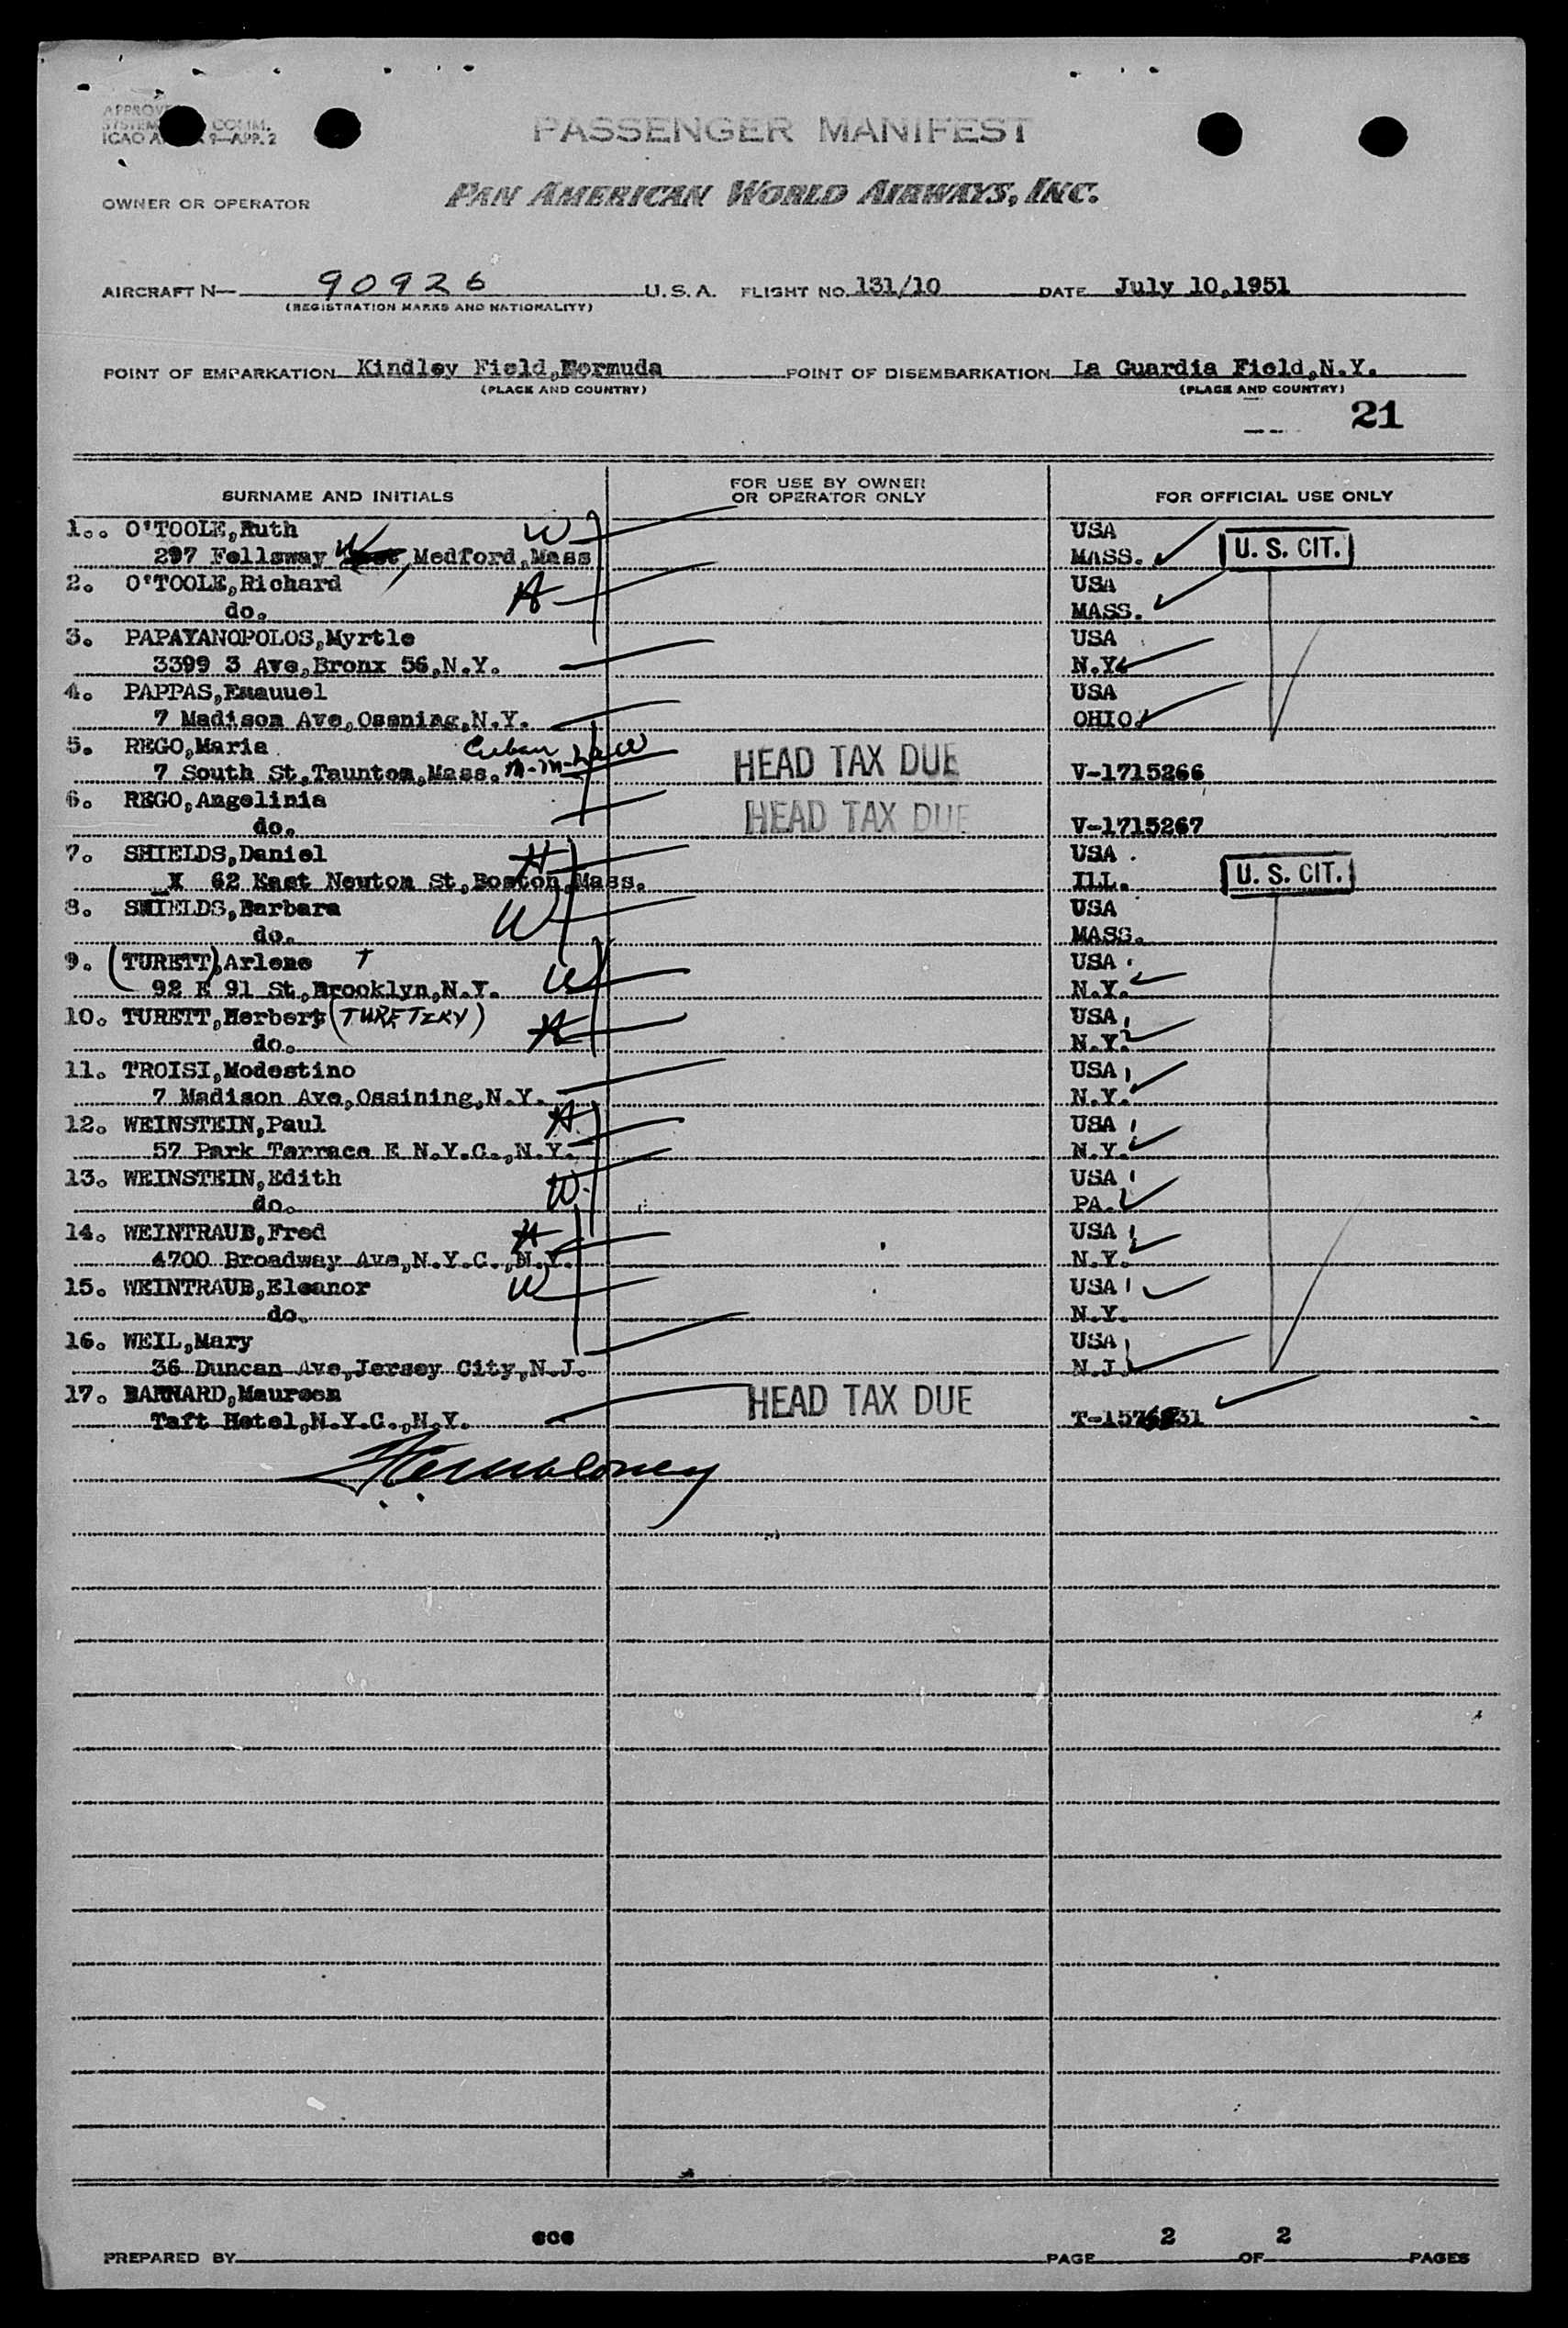 APPROVE
SYSTEM COMM.
ICAO A 9—APP. 2
PASSENGER MANIFEST
OWNER OR OPERATOR PAN AMERICAN WORLD AIRWAYS, INC.
AIRCRAFT N— 90926 U.S.A. FLIGHT NO. 131/10 DATE July 10,1951
(REGISTRATION MARKS AND NATIONALITY)
POINT OF EMBARKATION Kindley Field,Bermuda POINT OF DISEMBARKATION La Guardia Field,N.Y.
(PLACE AND COUNTRY) (PLACE AND COUNTRY)
21
SURNAME AND INITIALS FOR USE BY OWNER OR OPERATOR ONLY FOR OFFICIAL USE ONLY
1.. O'TOOLE,Ruth W USA
297 Fellsway W Medford,Mass MASS. U. S. CIT.
2. O'TOOLE,Richard H USA
do. MASS.
3. PAPAYANOPOLOS,Myrtle USA
3399 3 Ave,Bronx 56,N.Y. N.Y.
4. PAPPAS,Emauuel USA
7 Madison Ave,Ossning,N.Y. OHIO.
5. REGO,Maria Cuban HEAD TAX DUE
7 South St,Taunton,Mass. V-1715266
6. REGO,Angelinia HEAD TAX DUE
do. V-1715267
7. SHIELDS,Daniel H USA
X 62 East Newton St,Boston,Mass. ILL. U. S. CIT.
8. SHIELDS,Barbara W USA
do. MASS.
9. (TURETT),Arlene T USA
92 E 91 St,Brooklyn,N.Y. W N.Y.
10. TURETT,Herbert (TURETZKY) H USA
do. N.Y.
11. TROISI,Modestino USA
7 Madison Ave,Ossining,N.Y. N.Y.
12. WEINSTEIN,Paul H USA
57 Park Terrace E N.Y.C.,N.Y. N.Y.
13. WEINSTEIN,Edith W USA
do. PA.
14. WEINTRAUB,Fred H USA
4700 Broadway Ave,N.Y.C.,N.Y. N.Y.
15. WEINTRAUB,Eleanor W USA
do. N.Y.
16. WEIL,Mary USA
36 Duncan Ave,Jersey City,N.J. N.J.
17. BARNARD,Maureen HEAD TAX DUE
Taft Hotel,N.Y.C.,N.Y.
PREPARED BY PAGE 2 OF 2 PAGES